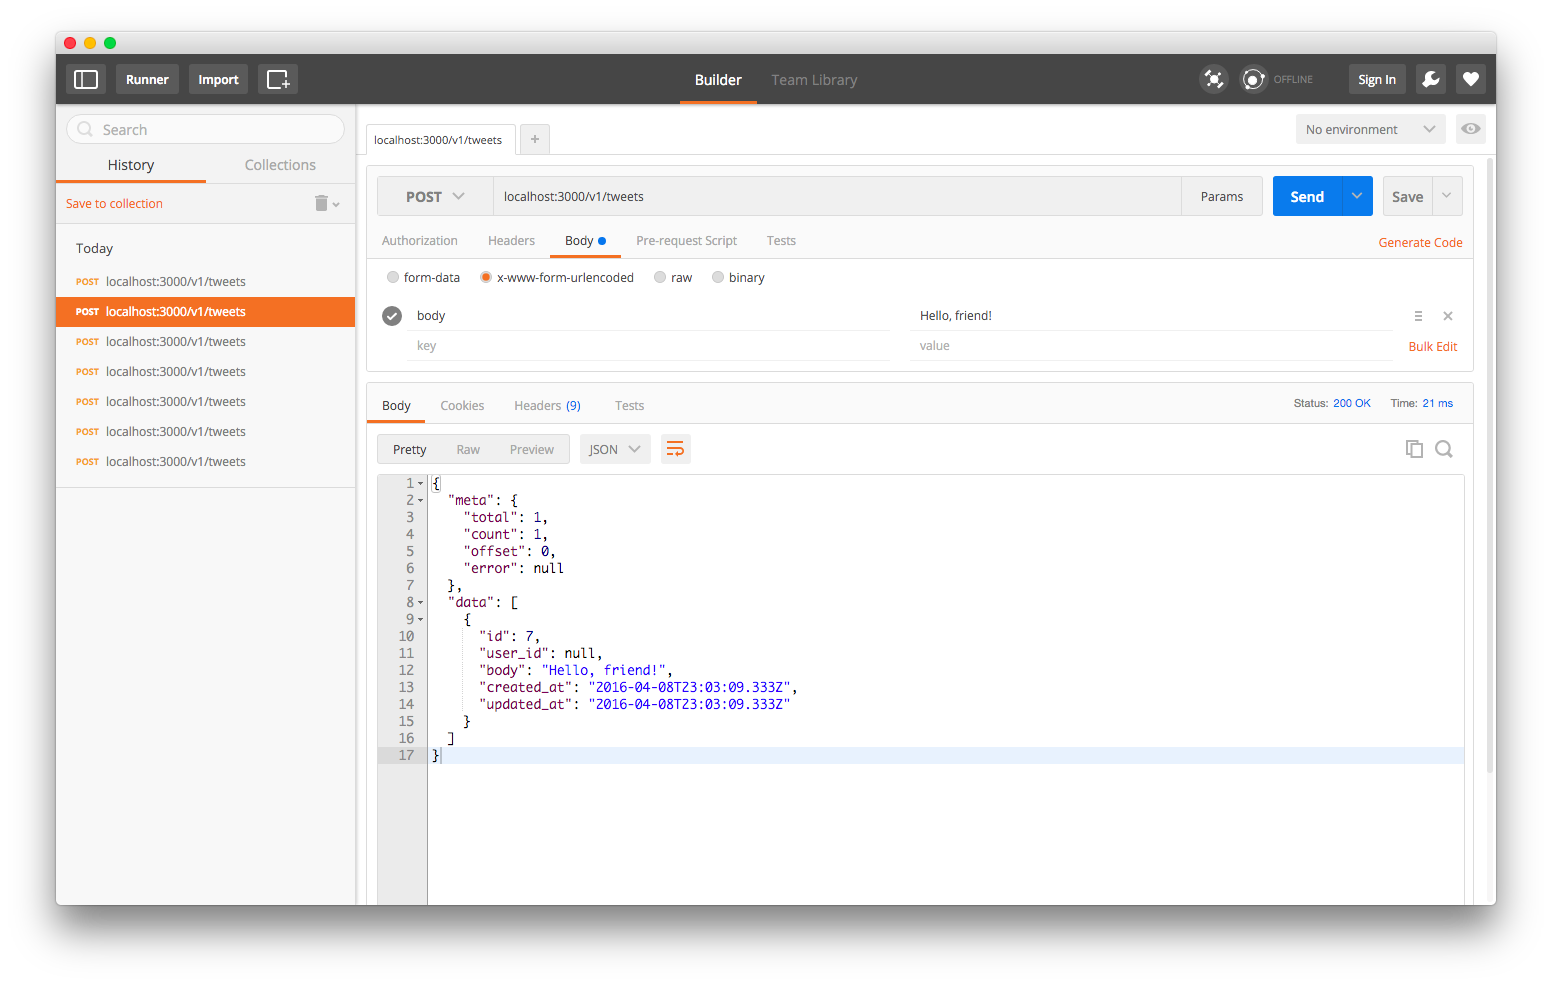 Runner Import Builder Team Library OFFLINE Sign In
Search
History Collections
Save to collection
Today
POST localhost:3000/v1/tweets
POST localhost:3000/v1/tweets
POST localhost:3000/v1/tweets
POST localhost:3000/v1/tweets
POST localhost:3000/v1/tweets
POST localhost:3000/v1/tweets
POST localhost:3000/v1/tweets
localhost:3000/v1/tweets + No environment
POST localhost:3000/v1/tweets Params Send Save
Authorization Headers Body Pre-request Script Tests Generate Code
form-data x-www-form-urlencoded raw binary
body Hello, friend!
key value Bulk Edit
Body Cookies Headers (9) Tests Status: 200 OK Time: 21 ms
Pretty Raw Preview JSON
1 {
2 "meta": {
3 "total": 1,
4 "count": 1,
5 "offset": 0,
6 "error": null
7 },
8 "data": [
9 {
10 "id": 7,
11 "user_id": null,
12 "body": "Hello, friend!",
13 "created_at": "2016-04-08T23:03:09.333Z",
14 "updated_at": "2016-04-08T23:03:09.333Z"
15 }
16 ]
17 }